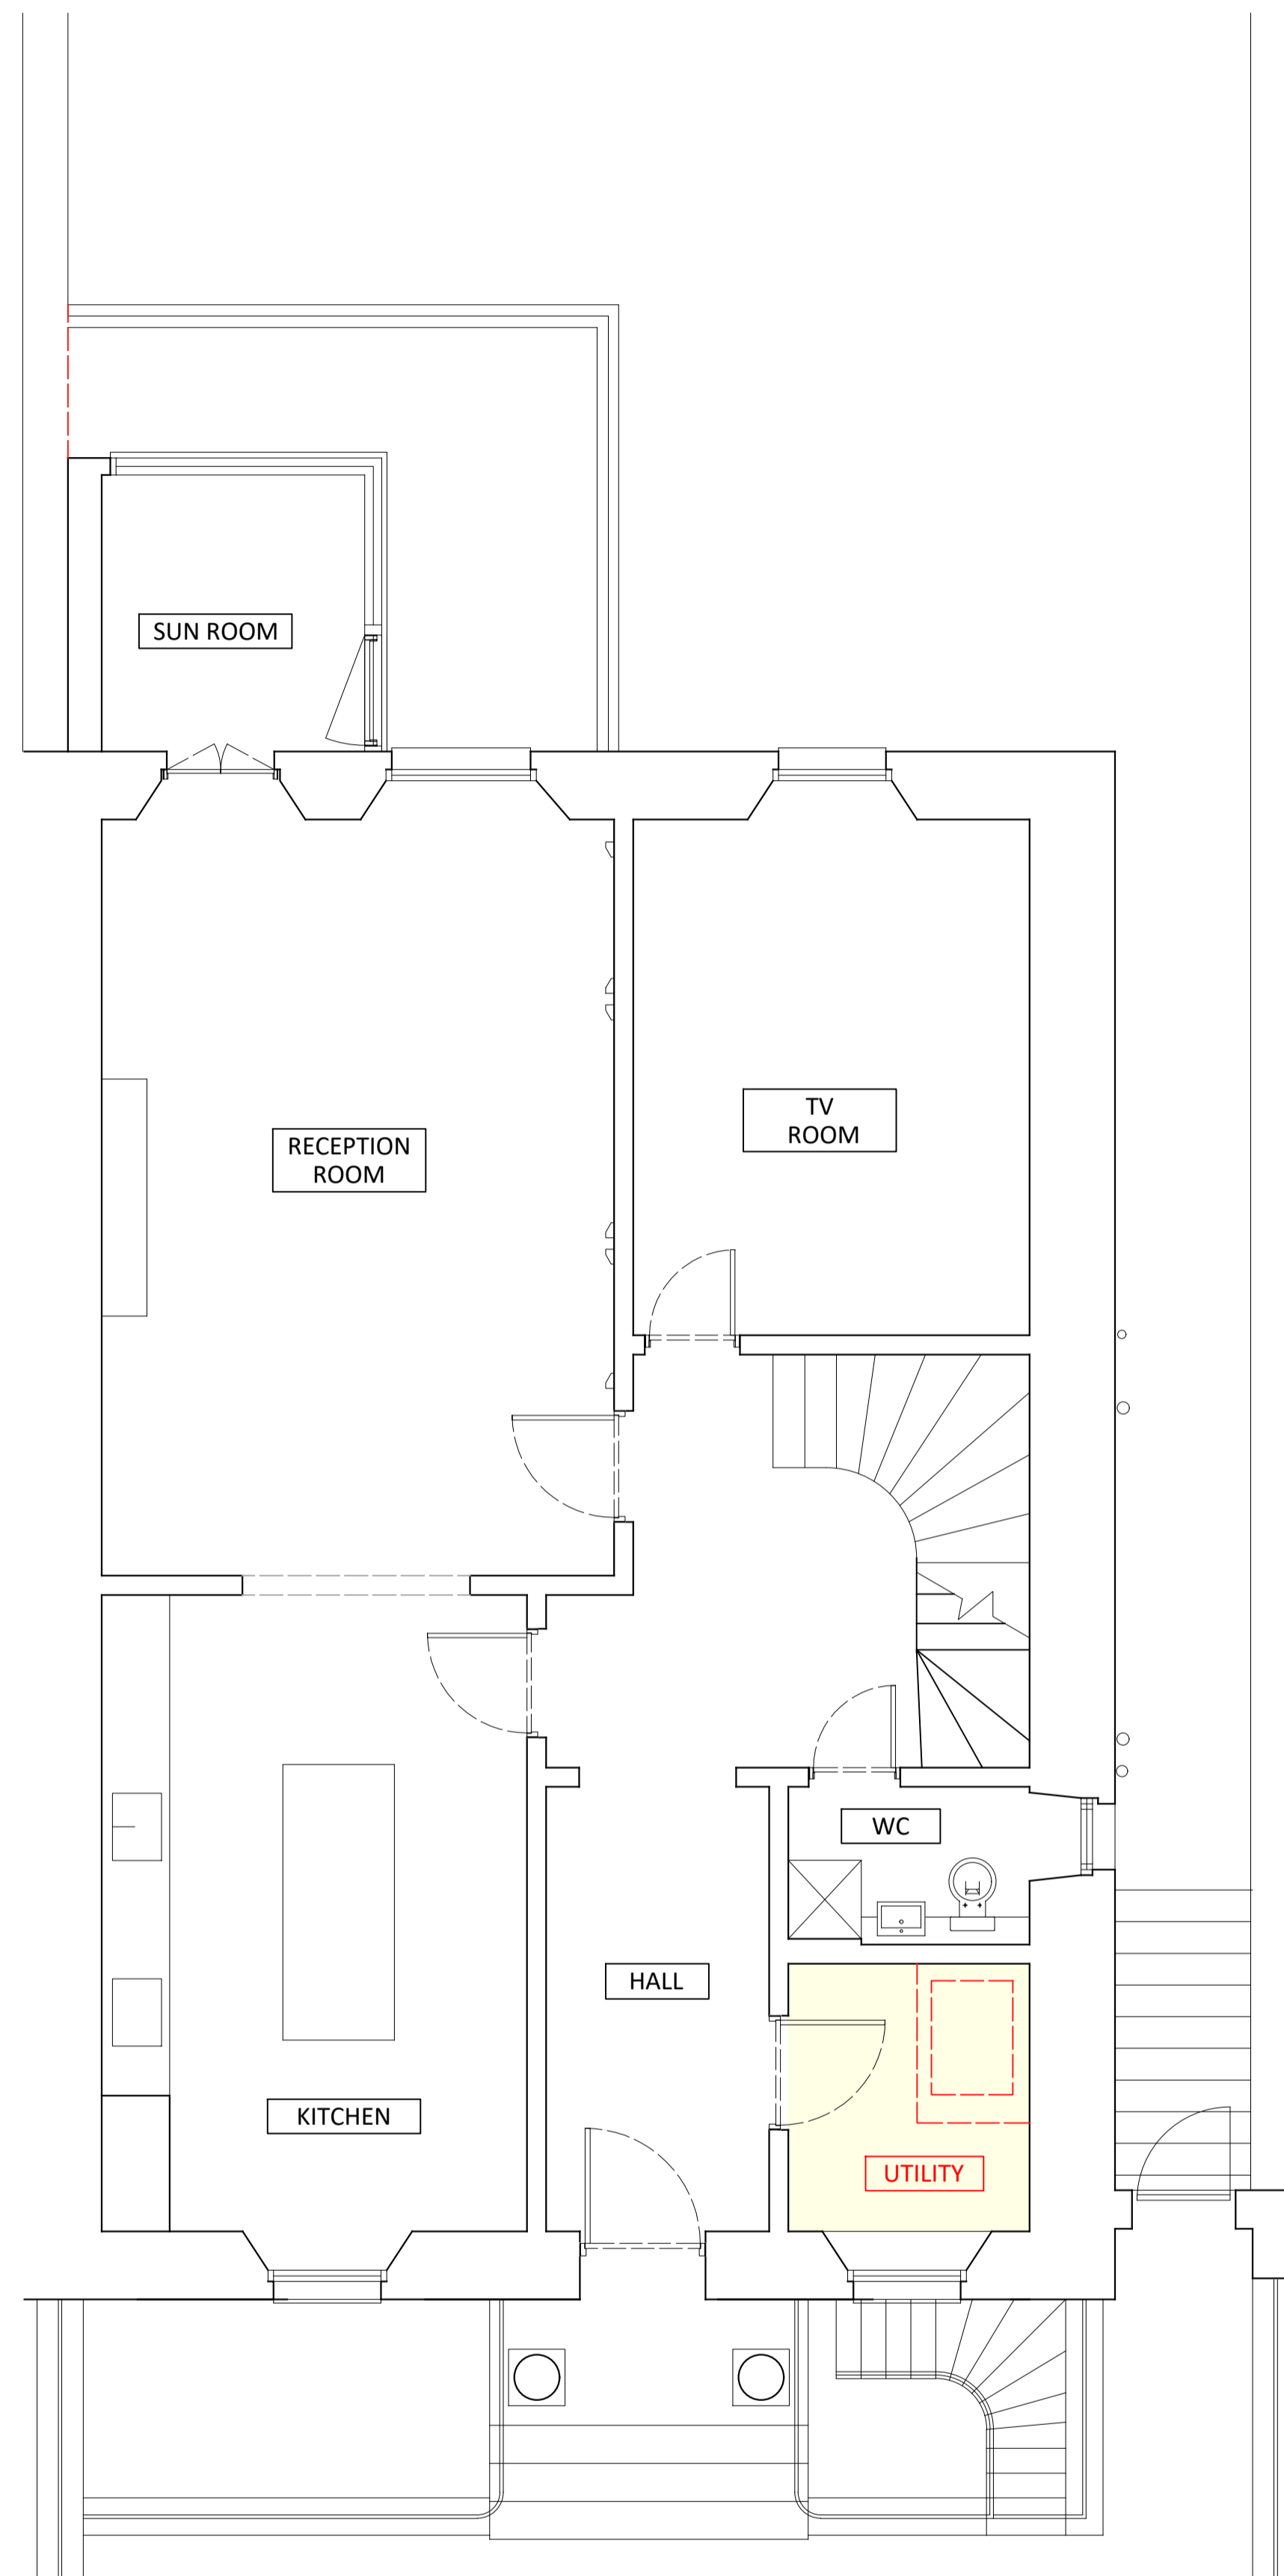 SUN ROOM
TV
ROOM
RECEPTION
ROOM
WC
HALL
KITCHEN
UTILITY